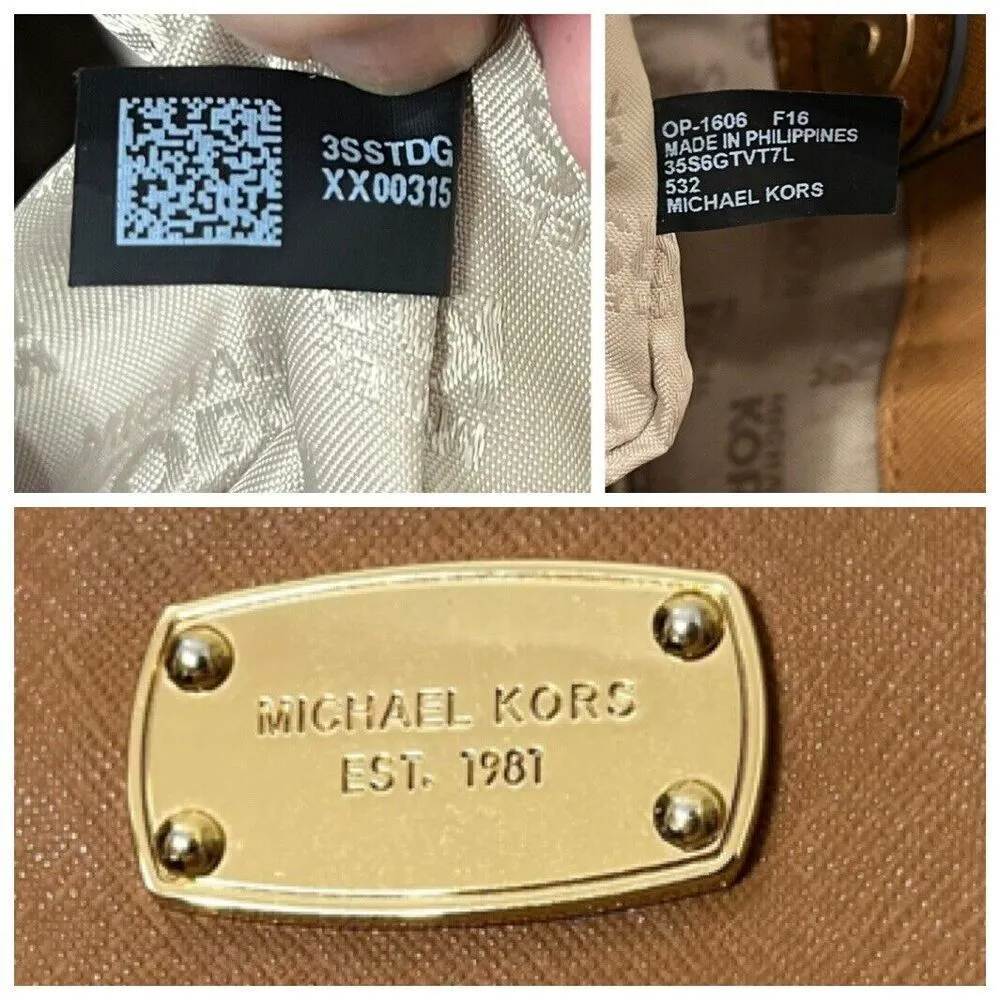 3SSTDG
XX00315
OP-1606 F16
MADE IN PHILIPPINES
35S6GTVT7L
532
MICHAEL KORS
MICHAEL KORS
EST. 1981